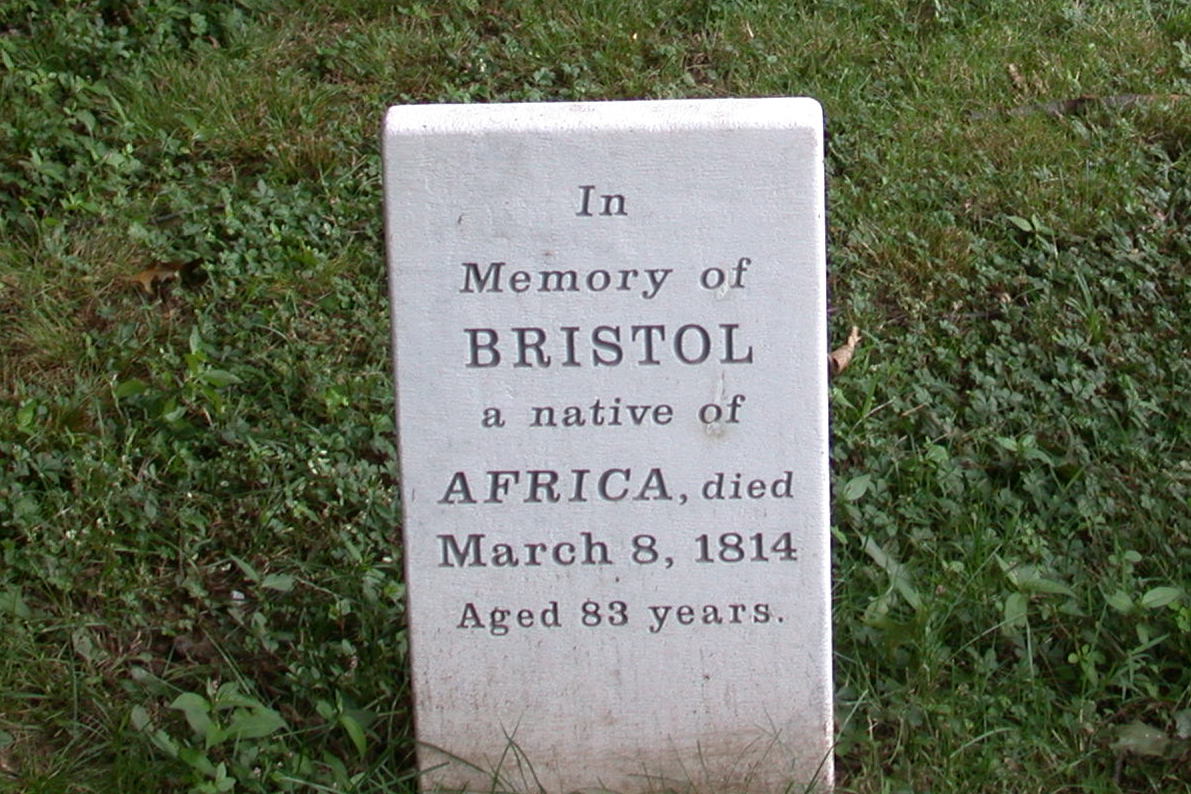 In
Memory of
BRISTOL
a native of
AFRICA, died
March 8, 1814
Aged 83 years.